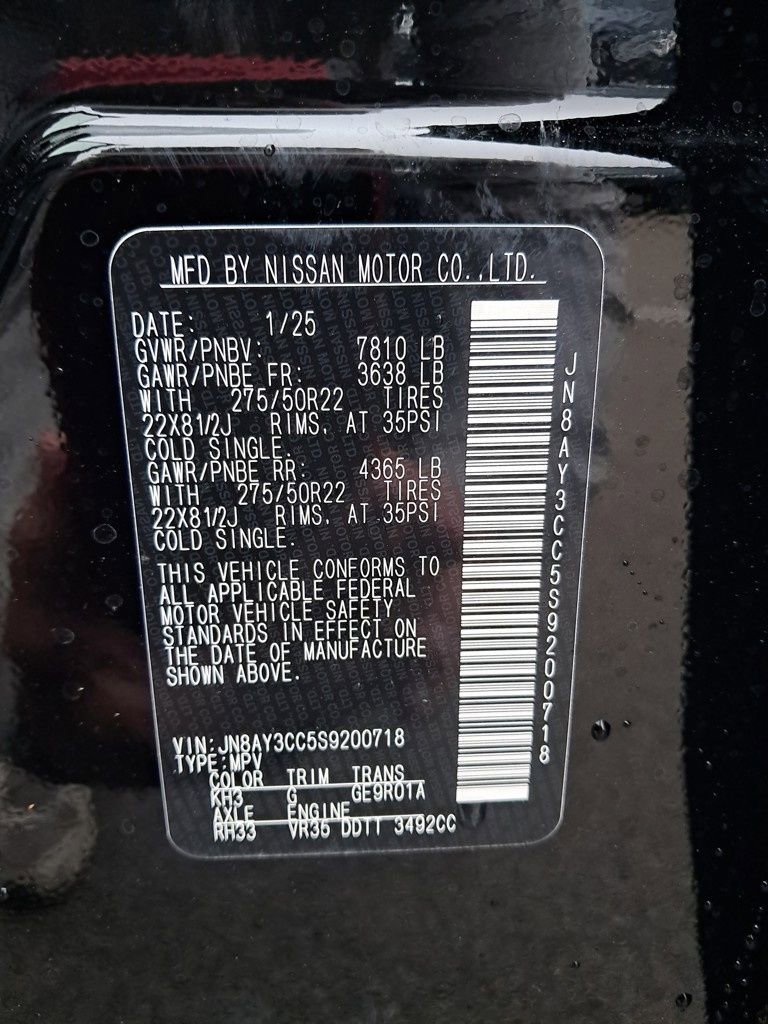 MFD BY NISSAN MOTOR CO.,LTD.
DATE: 1/25
GVWR/PNBV: 7810 LB
GAWR/PNBE FR: 3638 LB
WITH 275/50R22 TIRES
22X81/2J RIMS, AT 35PSI
COLD SINGLE.
GAWR/PNBE RR: 4365 LB
WITH 275/50R22 TIRES
22X81/2J RIMS, AT 35PSI
COLD SINGLE.
THIS VEHICLE CONFORMS TO
ALL APPLICABLE FEDERAL
MOTOR VEHICLE SAFETY
STANDARDS IN EFFECT ON
THE DATE OF MANUFACTURE
SHOWN ABOVE.
VIN:JN8AY3CC5S9200718
TYPE:MPV
COLOR TRIM TRANS
KH3 G GE9R01A
AXLE ENGINE
RH33 VR35 DDTT 3492CC
JN8AY3CC5S9200718